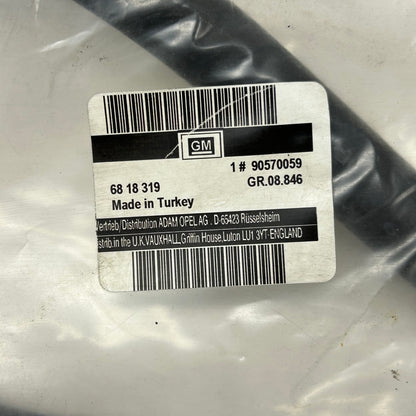 GM
1 # 90570059
68 18 319 GR.08.846
Made in Turkey
Vertrieb/Distribution ADAM OPEL AG . D-65423 Rüsselsheim
Distrib.in the U.K.VAUXHALL,Griffin House,Luton LU1 3YT-ENGLAND